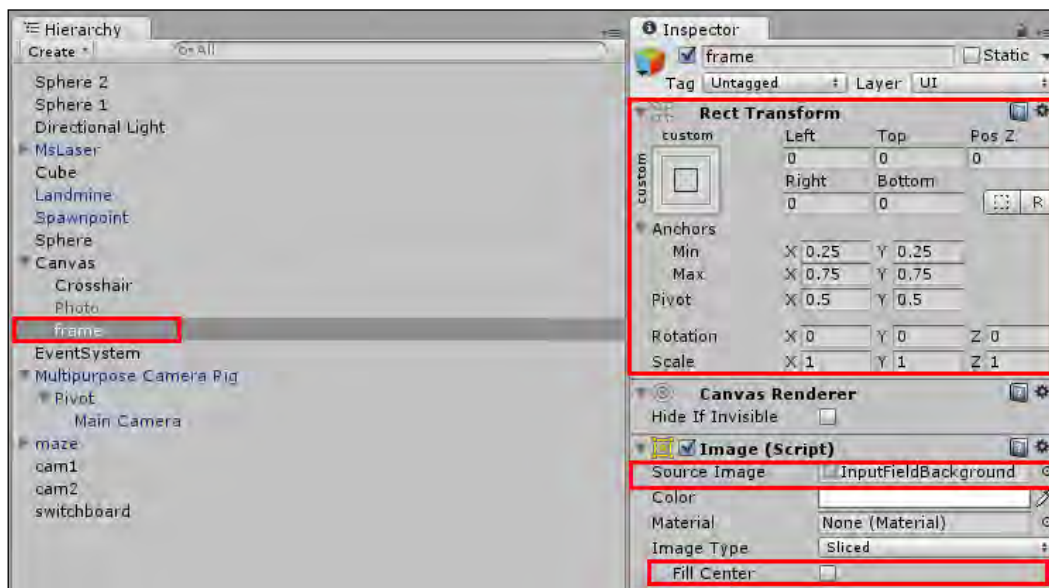 Hierarchy
Create
All
Sphere 2
Sphere 1
Directional Light
MsLaser
Cube
Landmine
Spawnpoint
Sphere
Canvas
Crosshair
Photo
frame
EventSystem
Multipurpose Camera Rig
Pivot
Main Camera
maze
cam1
cam2
switchboard
Inspector
frame Static
Tag Untagged Layer UI
Rect Transform
custom Left Top Pos Z
custom
0 0 0
Right Bottom
0 0 R
Anchors
Min X 0.25 Y 0.25
Max X 0.75 Y 0.75
Pivot X 0.5 Y 0.5
Rotation X 0 Y 0 Z 0
Scale X 1 Y 1 Z 1
Canvas Renderer
Hide If Invisible
Image (Script)
Source Image InputFieldBackground
Color
Material None (Material)
Image Type Sliced
Fill Center